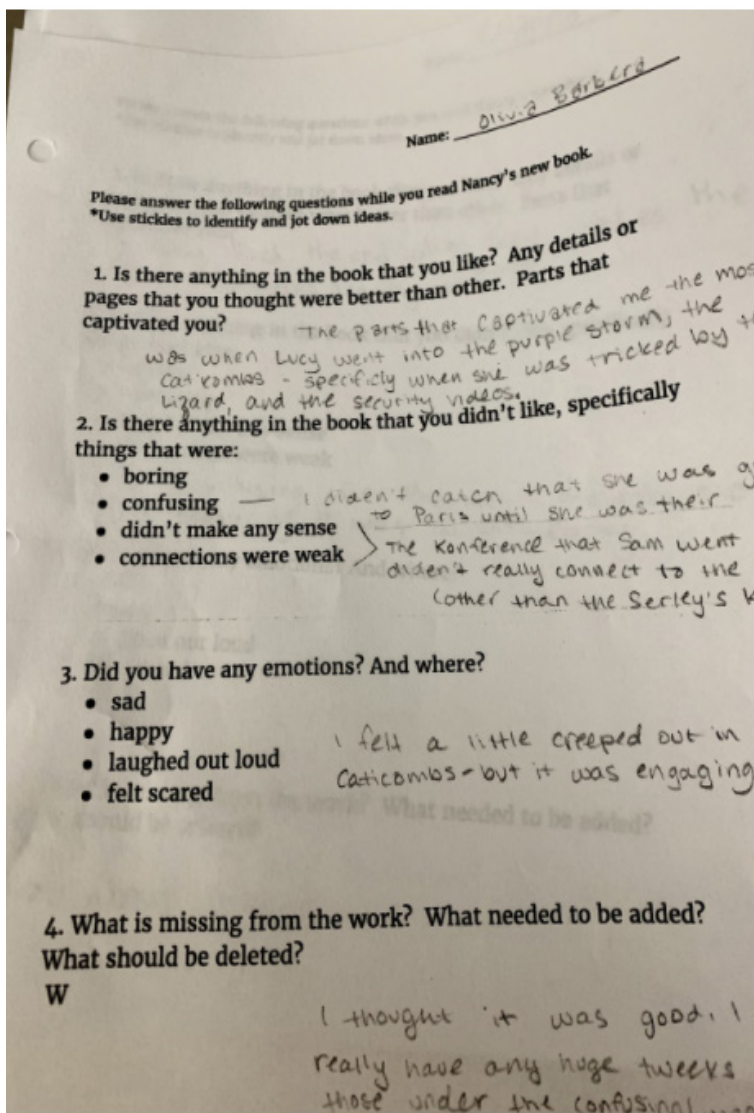 Name: Olivia Barbera
Please answer the following questions while you read Nancy's new book.
*Use stickies to identify and jot down ideas.
1. Is there anything in the book that you like? Any details or
pages that you thought were better than other. Parts that
captivated you? The parts that captivated me the mos
was when Lucy went into the purple storm, the
Caticombs - specificly when she was tricked by t
Lizard, and the security videos.
2. Is there anything in the book that you didn't like, specifically
things that were:
• boring
• confusing — I diden't catch that she was g
to Paris until she was their
• didn't make any sense
• connections were weak
The Konference that Sam went
diden't really connect to the
(other than the Serley's K
3. Did you have any emotions? And where?
• sad
• happy
• laughed out loud
• felt scared
I felt a little creeped out in
Caticombs - but it was engaging
4. What is missing from the work? What needed to be added?
What should be deleted?
W
I thought it was good. I
really have any huge tweeks
those under the confusing